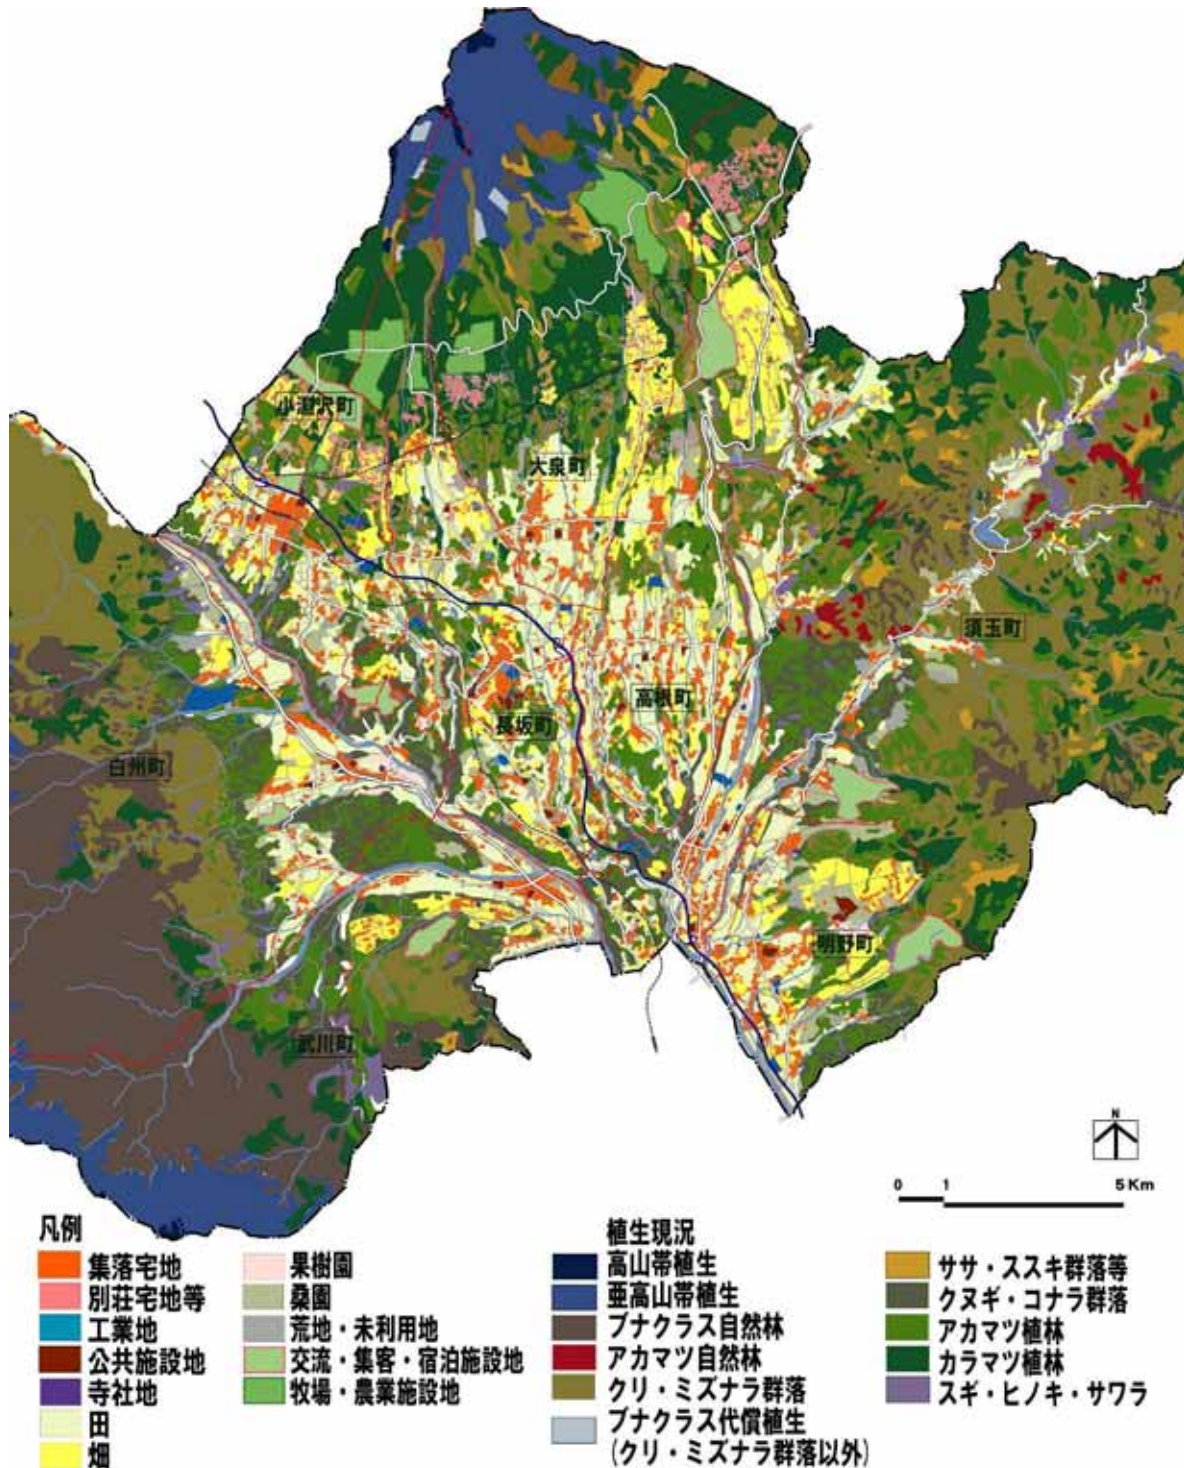 小淵沢町
大泉町
須玉町
高根町
長坂町
白州町
明野町
武川町
N
0 1 5 Km
凡例
集落宅地
別荘宅地等
工業地
公共施設地
寺社地
田
畑
果樹園
桑園
荒地・未利用地
交流・集客・宿泊施設地
牧場・農業施設地
植生現況
高山帯植生
亜高山帯植生
ブナクラス自然林
アカマツ自然林
クリ・ミズナラ群落
ブナクラス代償植生
(クリ・ミズナラ群落以外)
ササ・ススキ群落等
クヌギ・コナラ群落
アカマツ植林
カラマツ植林
スギ・ヒノキ・サワラ